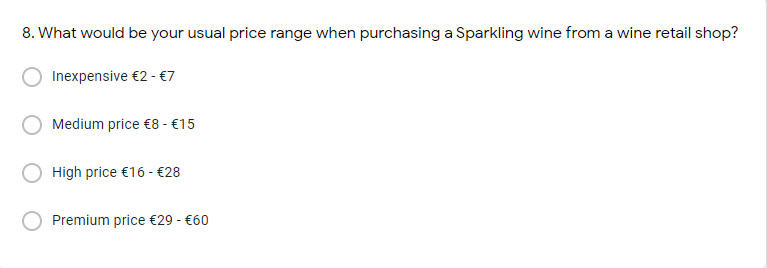 8. What would be your usual price range when purchasing a Sparkling wine from a wine retail shop?
Inexpensive €2 - €7
Medium price €8 - €15
High price €16 - €28
Premium price €29 - €60